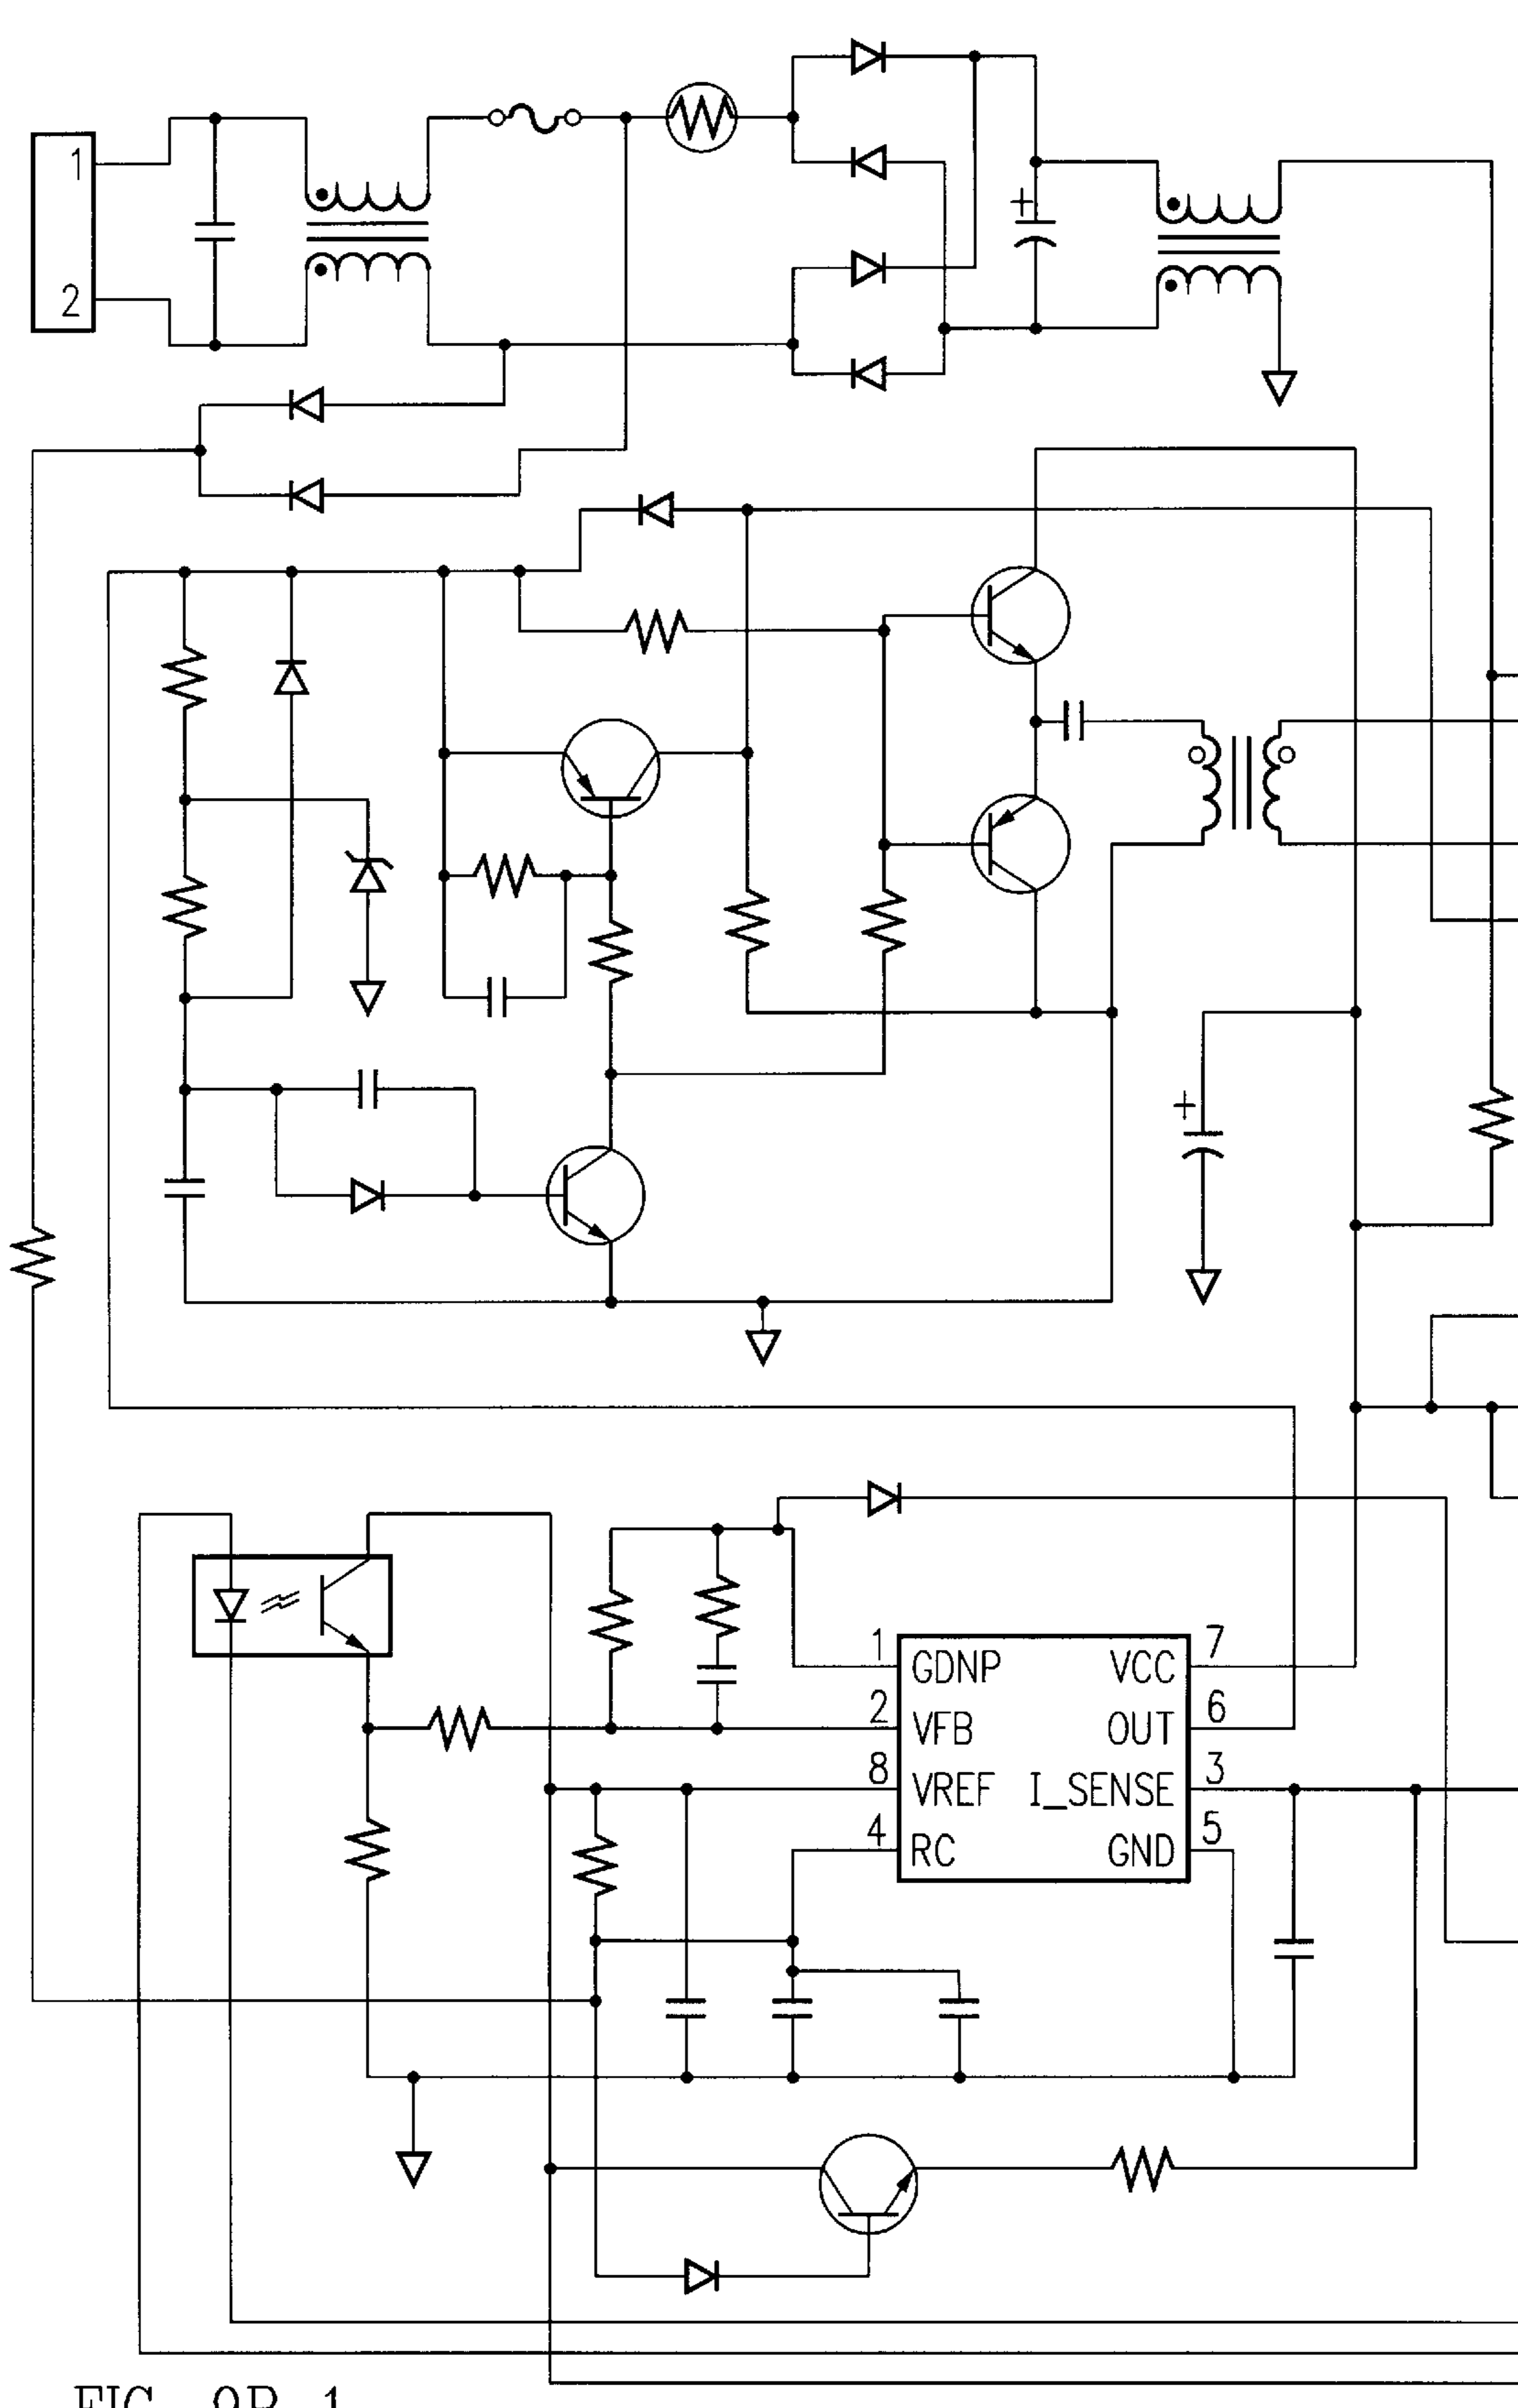 1
2
+
+
+
1 GDNP VCC 7
2 VFB OUT 6
8 VREF I_SENSE 3
4 RC GND 5